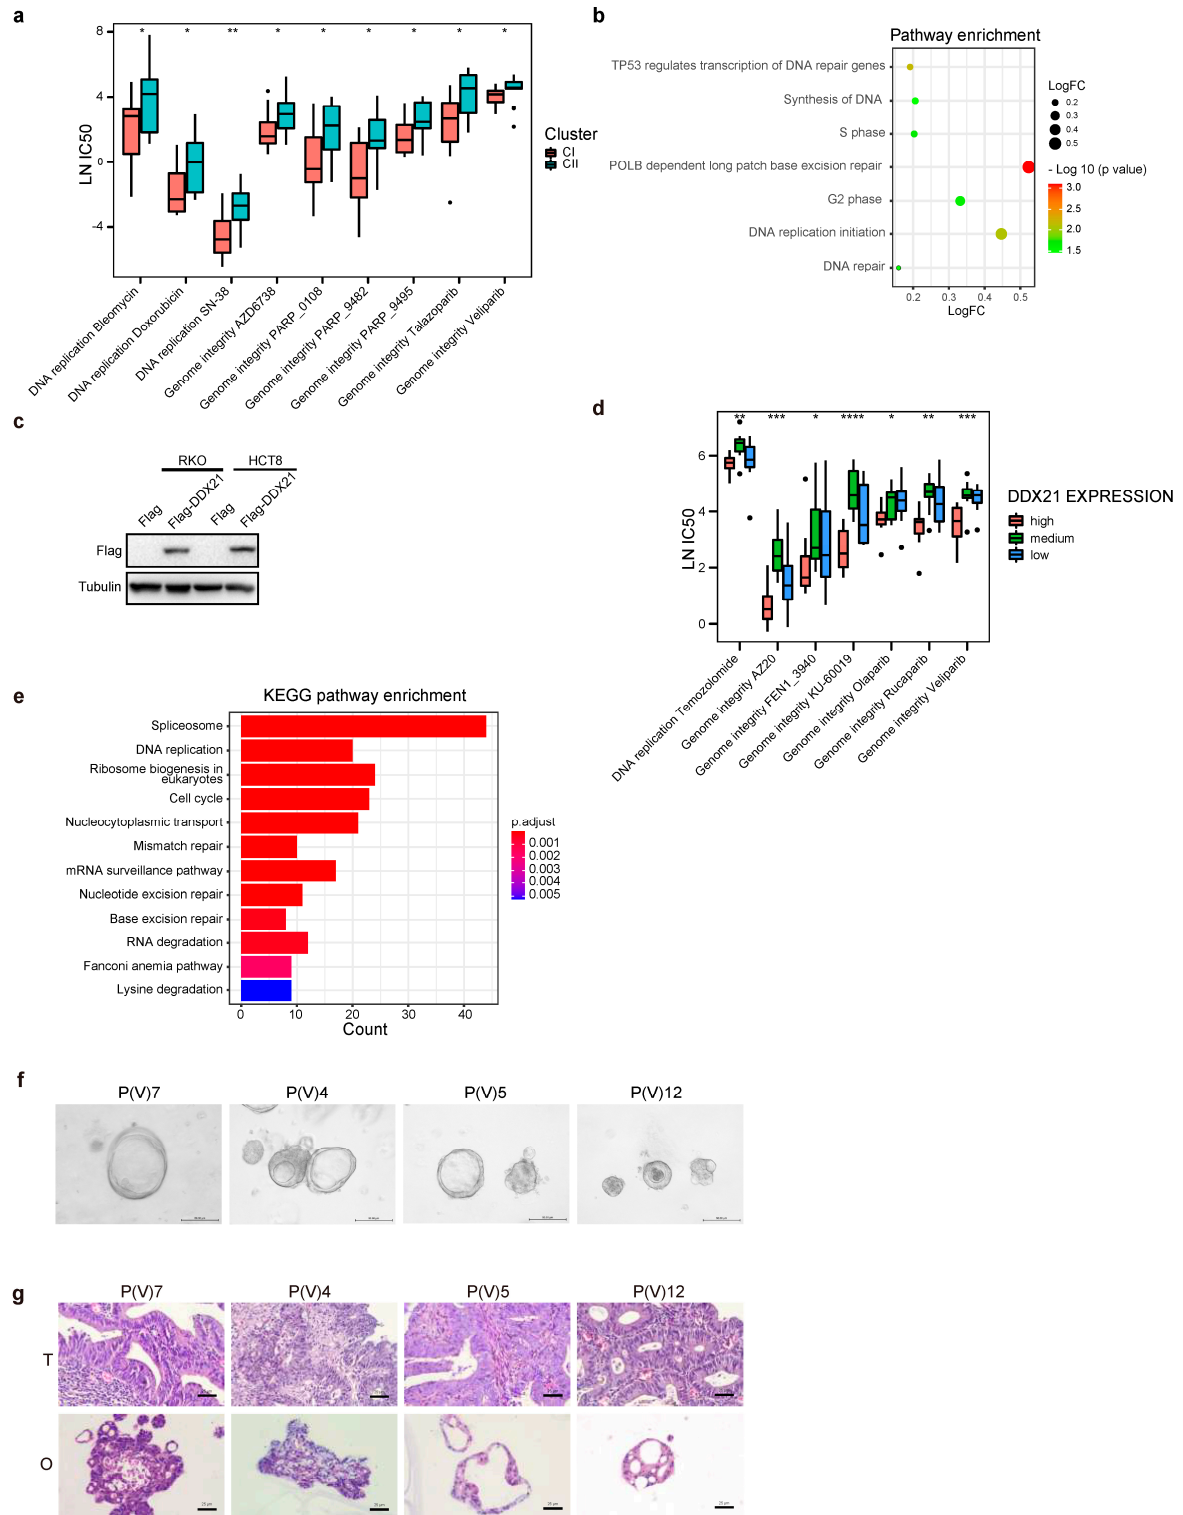 a
8
4
0
-4
LN IC50
* * ** * * * * * *
Cluster
CI
CII
DNA replication Bleomycin
DNA replication Doxorubicin
DNA replication SN-38
Genome integrity AZD6738
Genome integrity PARP_0108
Genome integrity PARP_9482
Genome integrity PARP_9495
Genome integrity Talazoparib
Genome integrity Veliparib
b
Pathway enrichment
TP53 regulates transcription of DNA repair genes
Synthesis of DNA
S phase
POLB dependent long patch base excision repair
G2 phase
DNA replication initiation
DNA repair
0.2 0.3 0.4 0.5
LogFC
LogFC
0.2
0.3
0.4
0.5
- Log 10 (p value)
3.0
2.5
2.0
1.5
c
RKO HCT8
Flag Flag-DDX21 Flag Flag-DDX21
Flag
Tubulin
d
** *** * **** * ** ***
6
4
2
0
LN IC50
DDX21 EXPRESSION
high
medium
low
DNA replication Temozolomide
Genome integrity AZ20
Genome integrity FEN1_3940
Genome integrity KU-60019
Genome integrity Olaparib
Genome integrity Rucaparib
Genome integrity Veliparib
e
KEGG pathway enrichment
Spliceosome
DNA replication
Ribosome biogenesis in
eukaryotes
Cell cycle
Nucleocytoplasmic transport
Mismatch repair
mRNA surveillance pathway
Nucleotide excision repair
Base excision repair
RNA degradation
Fanconi anemia pathway
Lysine degradation
0 10 20 30 40
Count
p.adjust
0.001
0.002
0.003
0.004
0.005
f
P(V)7 P(V)4 P(V)5 P(V)12
g
P(V)7 P(V)4 P(V)5 P(V)12
T
O
25 µm 25 µm 25 µm 25 µm